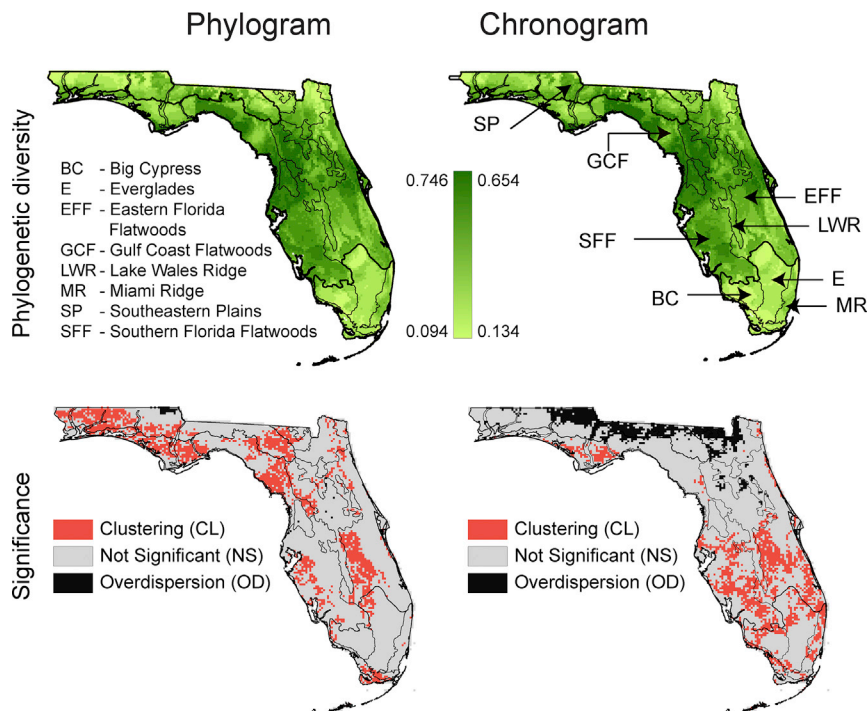 Phylogram
Chronogram
Phylogenetic diversity
BC - Big Cypress
E - Everglades
EFF - Eastern Florida
Flatwoods
GCF - Gulf Coast Flatwoods
LWR - Lake Wales Ridge
MR - Miami Ridge
SP - Southeastern Plains
SFF - Southern Florida Flatwoods
0.746
0.654
0.094
0.134
SP
GCF
EFF
LWR
SFF
E
BC
MR
Significance
Clustering (CL)
Not Significant (NS)
Overdispersion (OD)
Clustering (CL)
Not Significant (NS)
Overdispersion (OD)